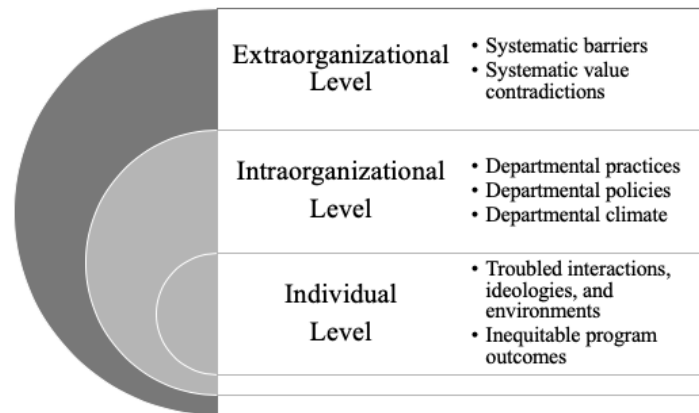 Extraorganizational
Level
• Systematic barriers
• Systematic value
contradictions
Intraorganizational
Level
• Departmental practices
• Departmental policies
• Departmental climate
Individual
Level
• Troubled interactions,
ideologies, and
environments
• Inequitable program
outcomes